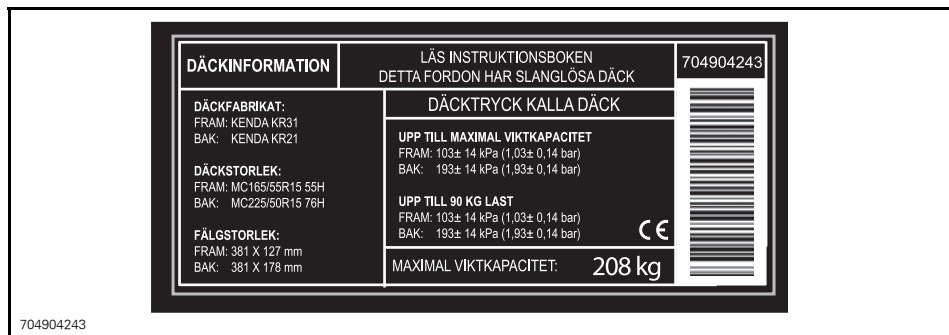 DÄCKINFORMATION
LÄS INSTRUKTIONSBOKEN
DETTA FORDON HAR SLANGLÖSA DÄCK
704904243
DÄCKFABRIKAT:
FRAM: KENDA KR31
BAK: KENDA KR21
DÄCKSTORLEK:
FRAM: MC165/55R15 55H
BAK: MC225/50R15 76H
FÄLGSTORLEK:
FRAM: 381 X 127 mm
BAK: 381 X 178 mm
DÄCKTRYCK KALLA DÄCK
UPP TILL MAXIMAL VIKTKAPACITET
FRAM: 103± 14 kPa (1,03± 0,14 bar)
BAK: 193± 14 kPa (1,93± 0,14 bar)
UPP TILL 90 KG LAST
FRAM: 103± 14 kPa (1,03± 0,14 bar)
BAK: 193± 14 kPa (1,93± 0,14 bar)
CE
MAXIMAL VIKTKAPACITET: 208 kg
704904243